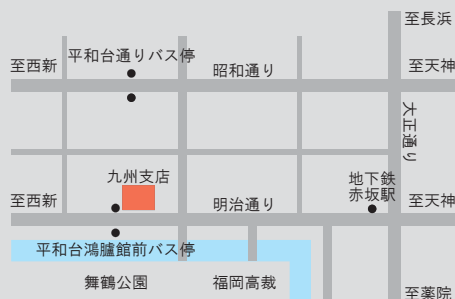 至長浜
平和台通りバス停
至西新
昭和通り
至天神
大正通り
九州支店
地下鉄
赤坂駅
至西新
明治通り
至天神
平和台鴻臚館前バス停
舞鶴公園
福岡高裁
至薬院